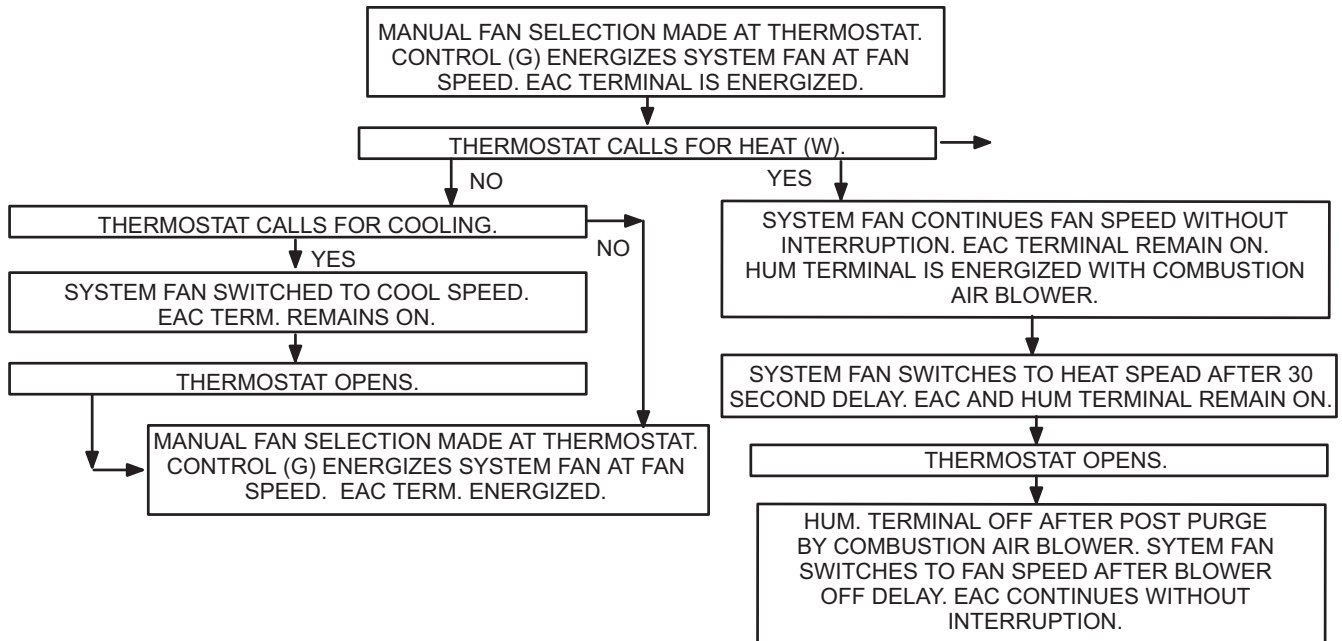 MANUAL FAN SELECTION MADE AT THERMOSTAT.
CONTROL (G) ENERGIZES SYSTEM FAN AT FAN
SPEED. EAC TERMINAL IS ENERGIZED.
THERMOSTAT CALLS FOR HEAT (W).
NO
YES
THERMOSTAT CALLS FOR COOLING.
NO
YES
SYSTEM FAN SWITCHED TO COOL SPEED.
EAC TERM. REMAINS ON.
THERMOSTAT OPENS.
MANUAL FAN SELECTION MADE AT THERMOSTAT.
CONTROL (G) ENERGIZES SYSTEM FAN AT FAN
SPEED. EAC TERM. ENERGIZED.
SYSTEM FAN CONTINUES FAN SPEED WITHOUT
INTERRUPTION. EAC TERMINAL REMAIN ON.
HUM TERMINAL IS ENERGIZED WITH COMBUSTION
AIR BLOWER.
SYSTEM FAN SWITCHES TO HEAT SPEAD AFTER 30
SECOND DELAY. EAC AND HUM TERMINAL REMAIN ON.
THERMOSTAT OPENS.
HUM. TERMINAL OFF AFTER POST PURGE
BY COMBUSTION AIR BLOWER. SYTEM FAN
SWITCHES TO FAN SPEED AFTER BLOWER
OFF DELAY. EAC CONTINUES WITHOUT
INTERRUPTION.